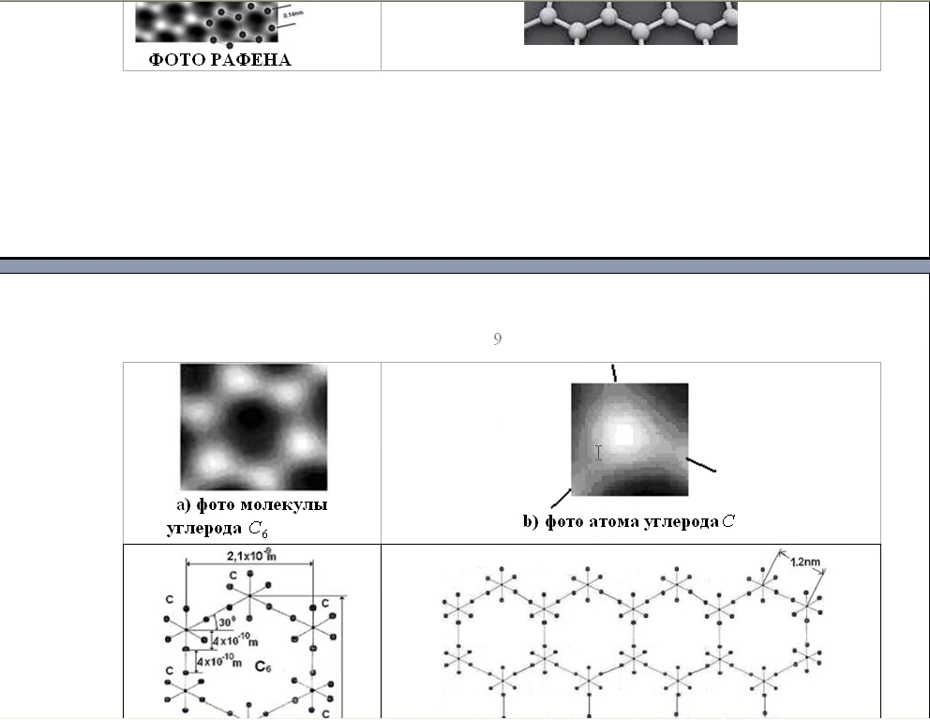 0.14nm
ФОТО РАФЕНА
9
a) фото молекулы
углерода C6
b) фото атома углерода C
2,1x10⁻⁹m
C
C
C
30⁰
4x10⁻¹⁰m
4x10⁻¹⁰m
C
C6
C
1.2nm